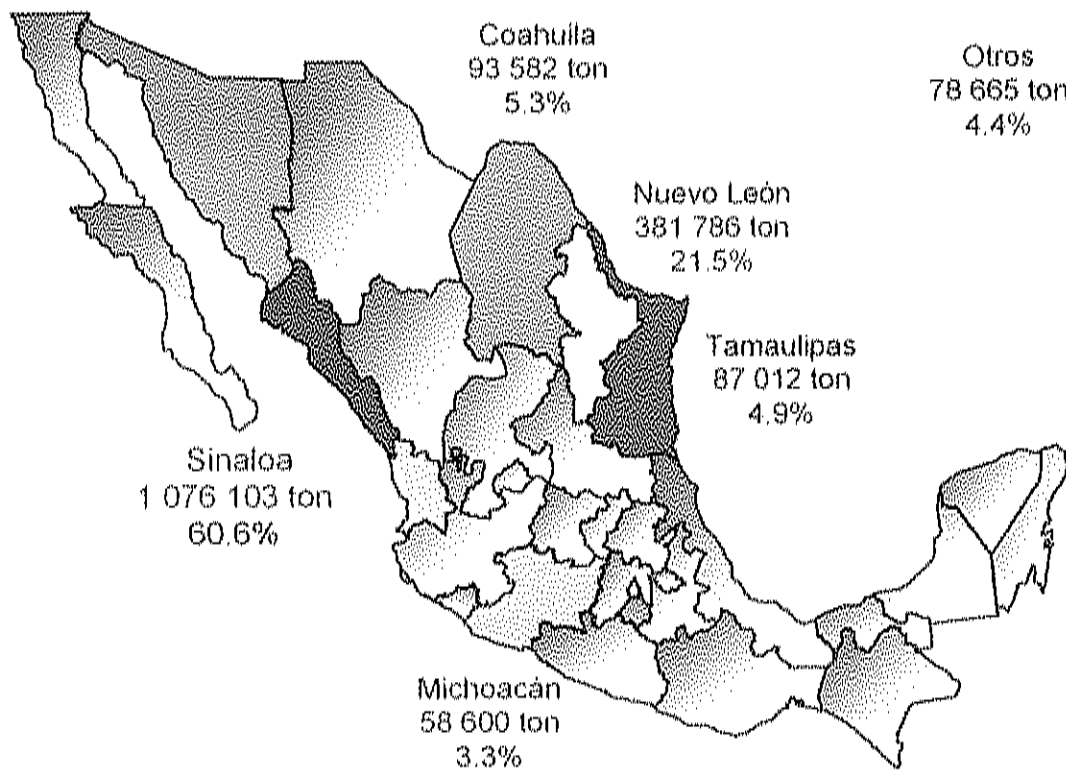 Coahuila
93 582 ton
5.3%
Otros
78 665 ton
4.4%
Nuevo León
381 786 ton
21.5%
Tamaulipas
87 012 ton
4.9%
Sinaloa
1 076 103 ton
60.6%
Michoacán
58 600 ton
3.3%